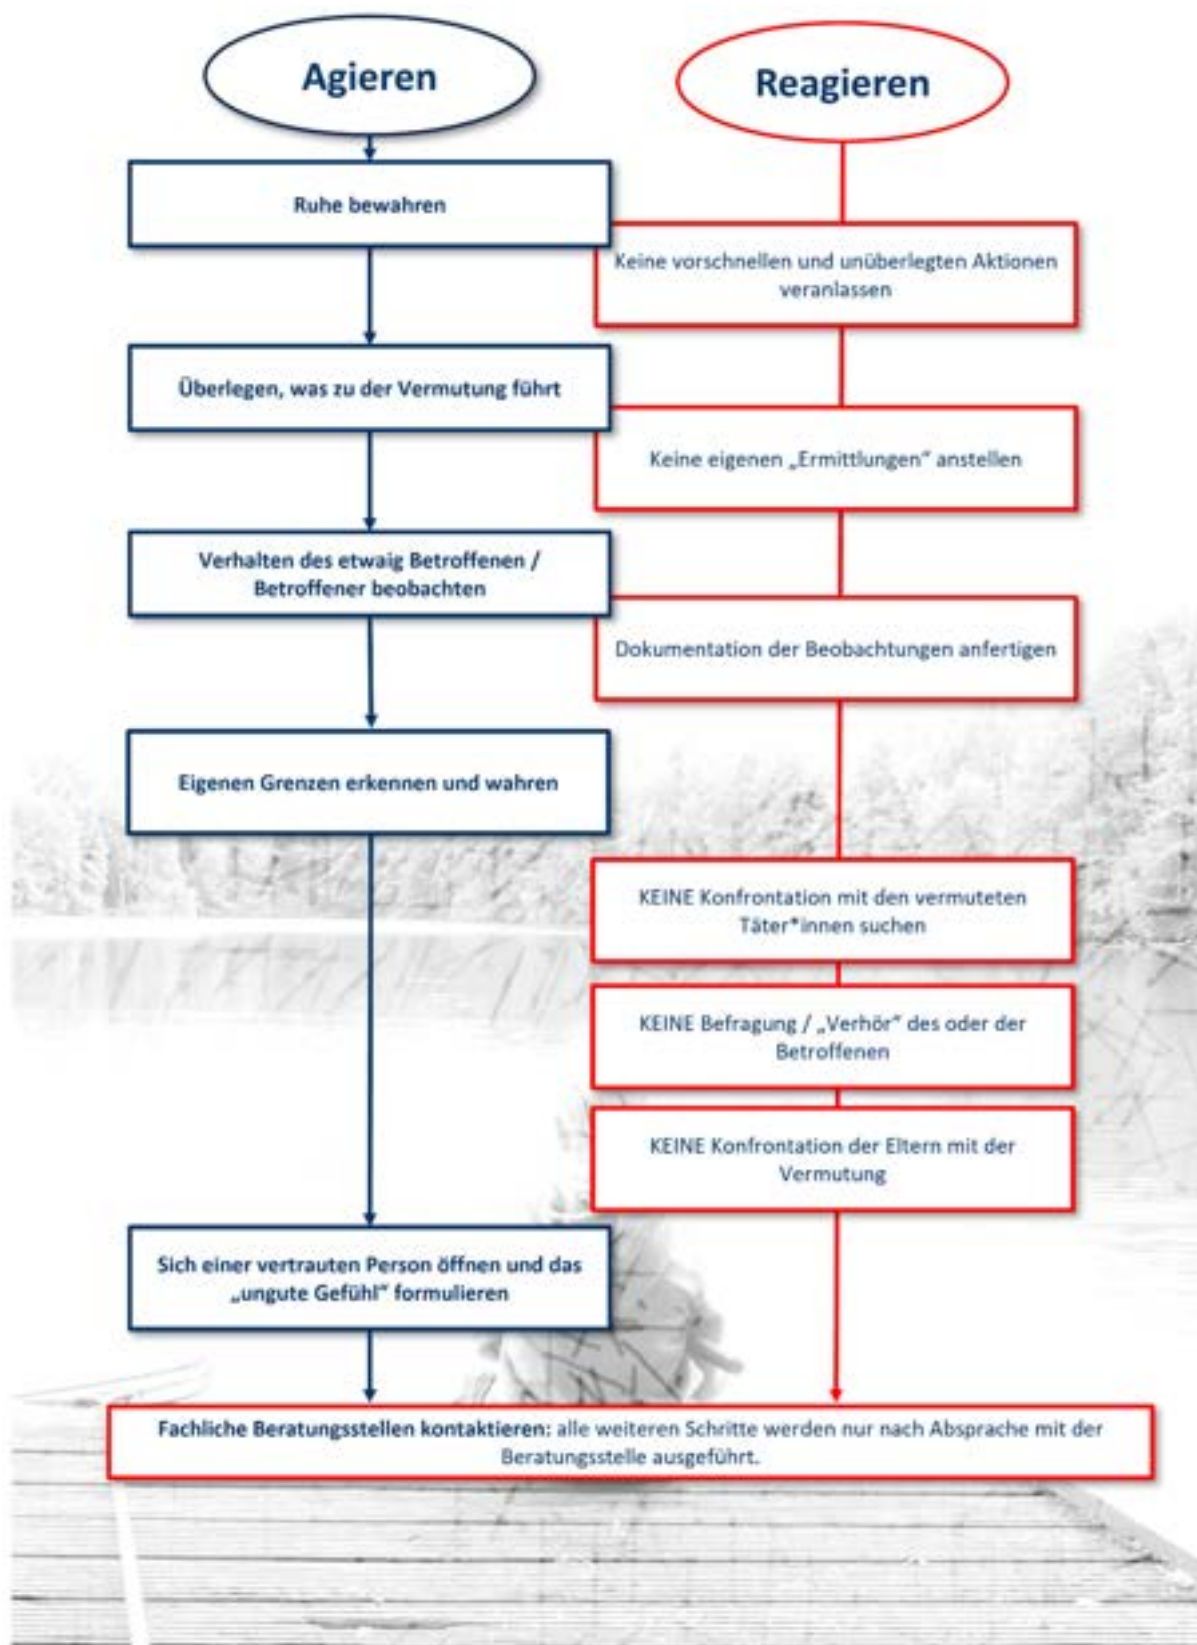 Agieren
Reagieren
Ruhe bewahren
Keine vorschnellen und unüberlegten Aktionen
veranlassen
Überlegen, was zu der Vermutung führt
Keine eigenen „Ermittlungen“ anstellen
Verhalten des etwaig Betroffenen /
Betroffener beobachten
Dokumentation der Beobachtungen anfertigen
Eigenen Grenzen erkennen und wahren
KEINE Konfrontation mit den vermuteten
Täter*innen suchen
KEINE Befragung / „Verhör“ des oder der
Betroffenen
KEINE Konfrontation der Eltern mit der
Vermutung
Sich einer vertrauten Person öffnen und das
„ungute Gefühl“ formulieren
Fachliche Beratungsstellen kontaktieren: alle weiteren Schritte werden nur nach Absprache mit der
Beratungsstelle ausgeführt.